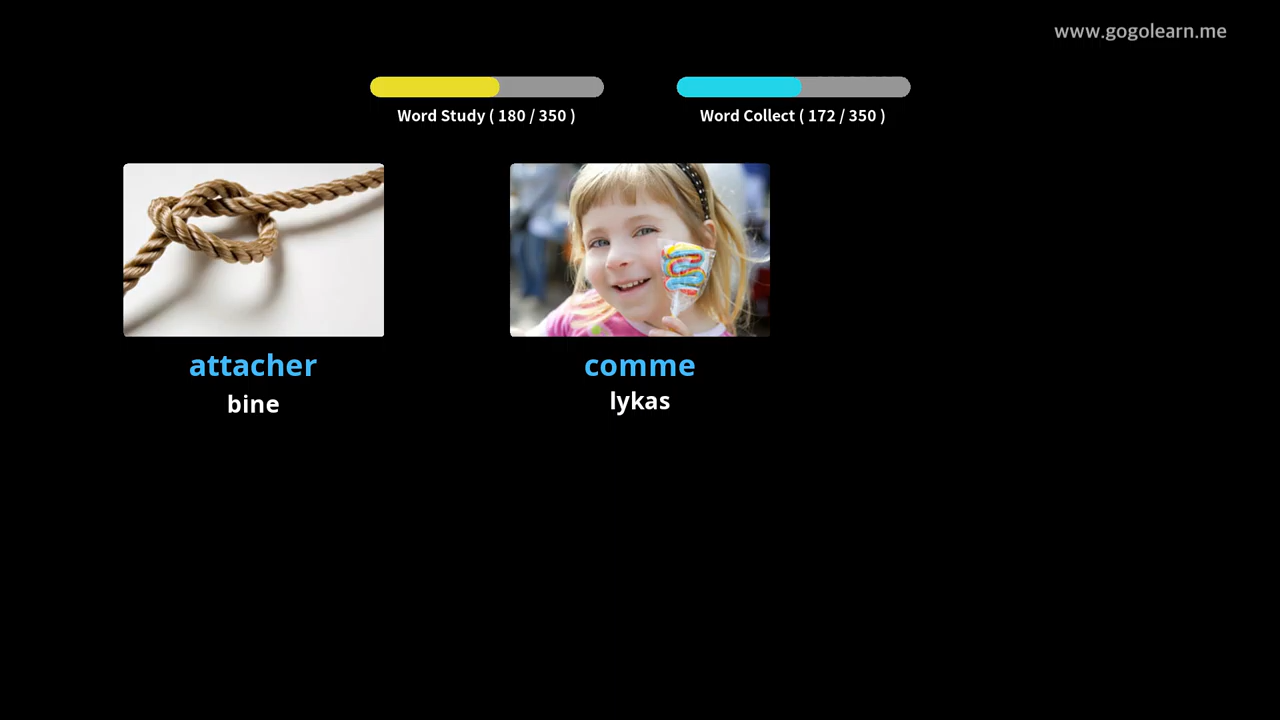 www.gogolearn.me
Word Study ( 180 / 350 )
Word Collect ( 172 / 350 )
attacher
bine
comme
lykas